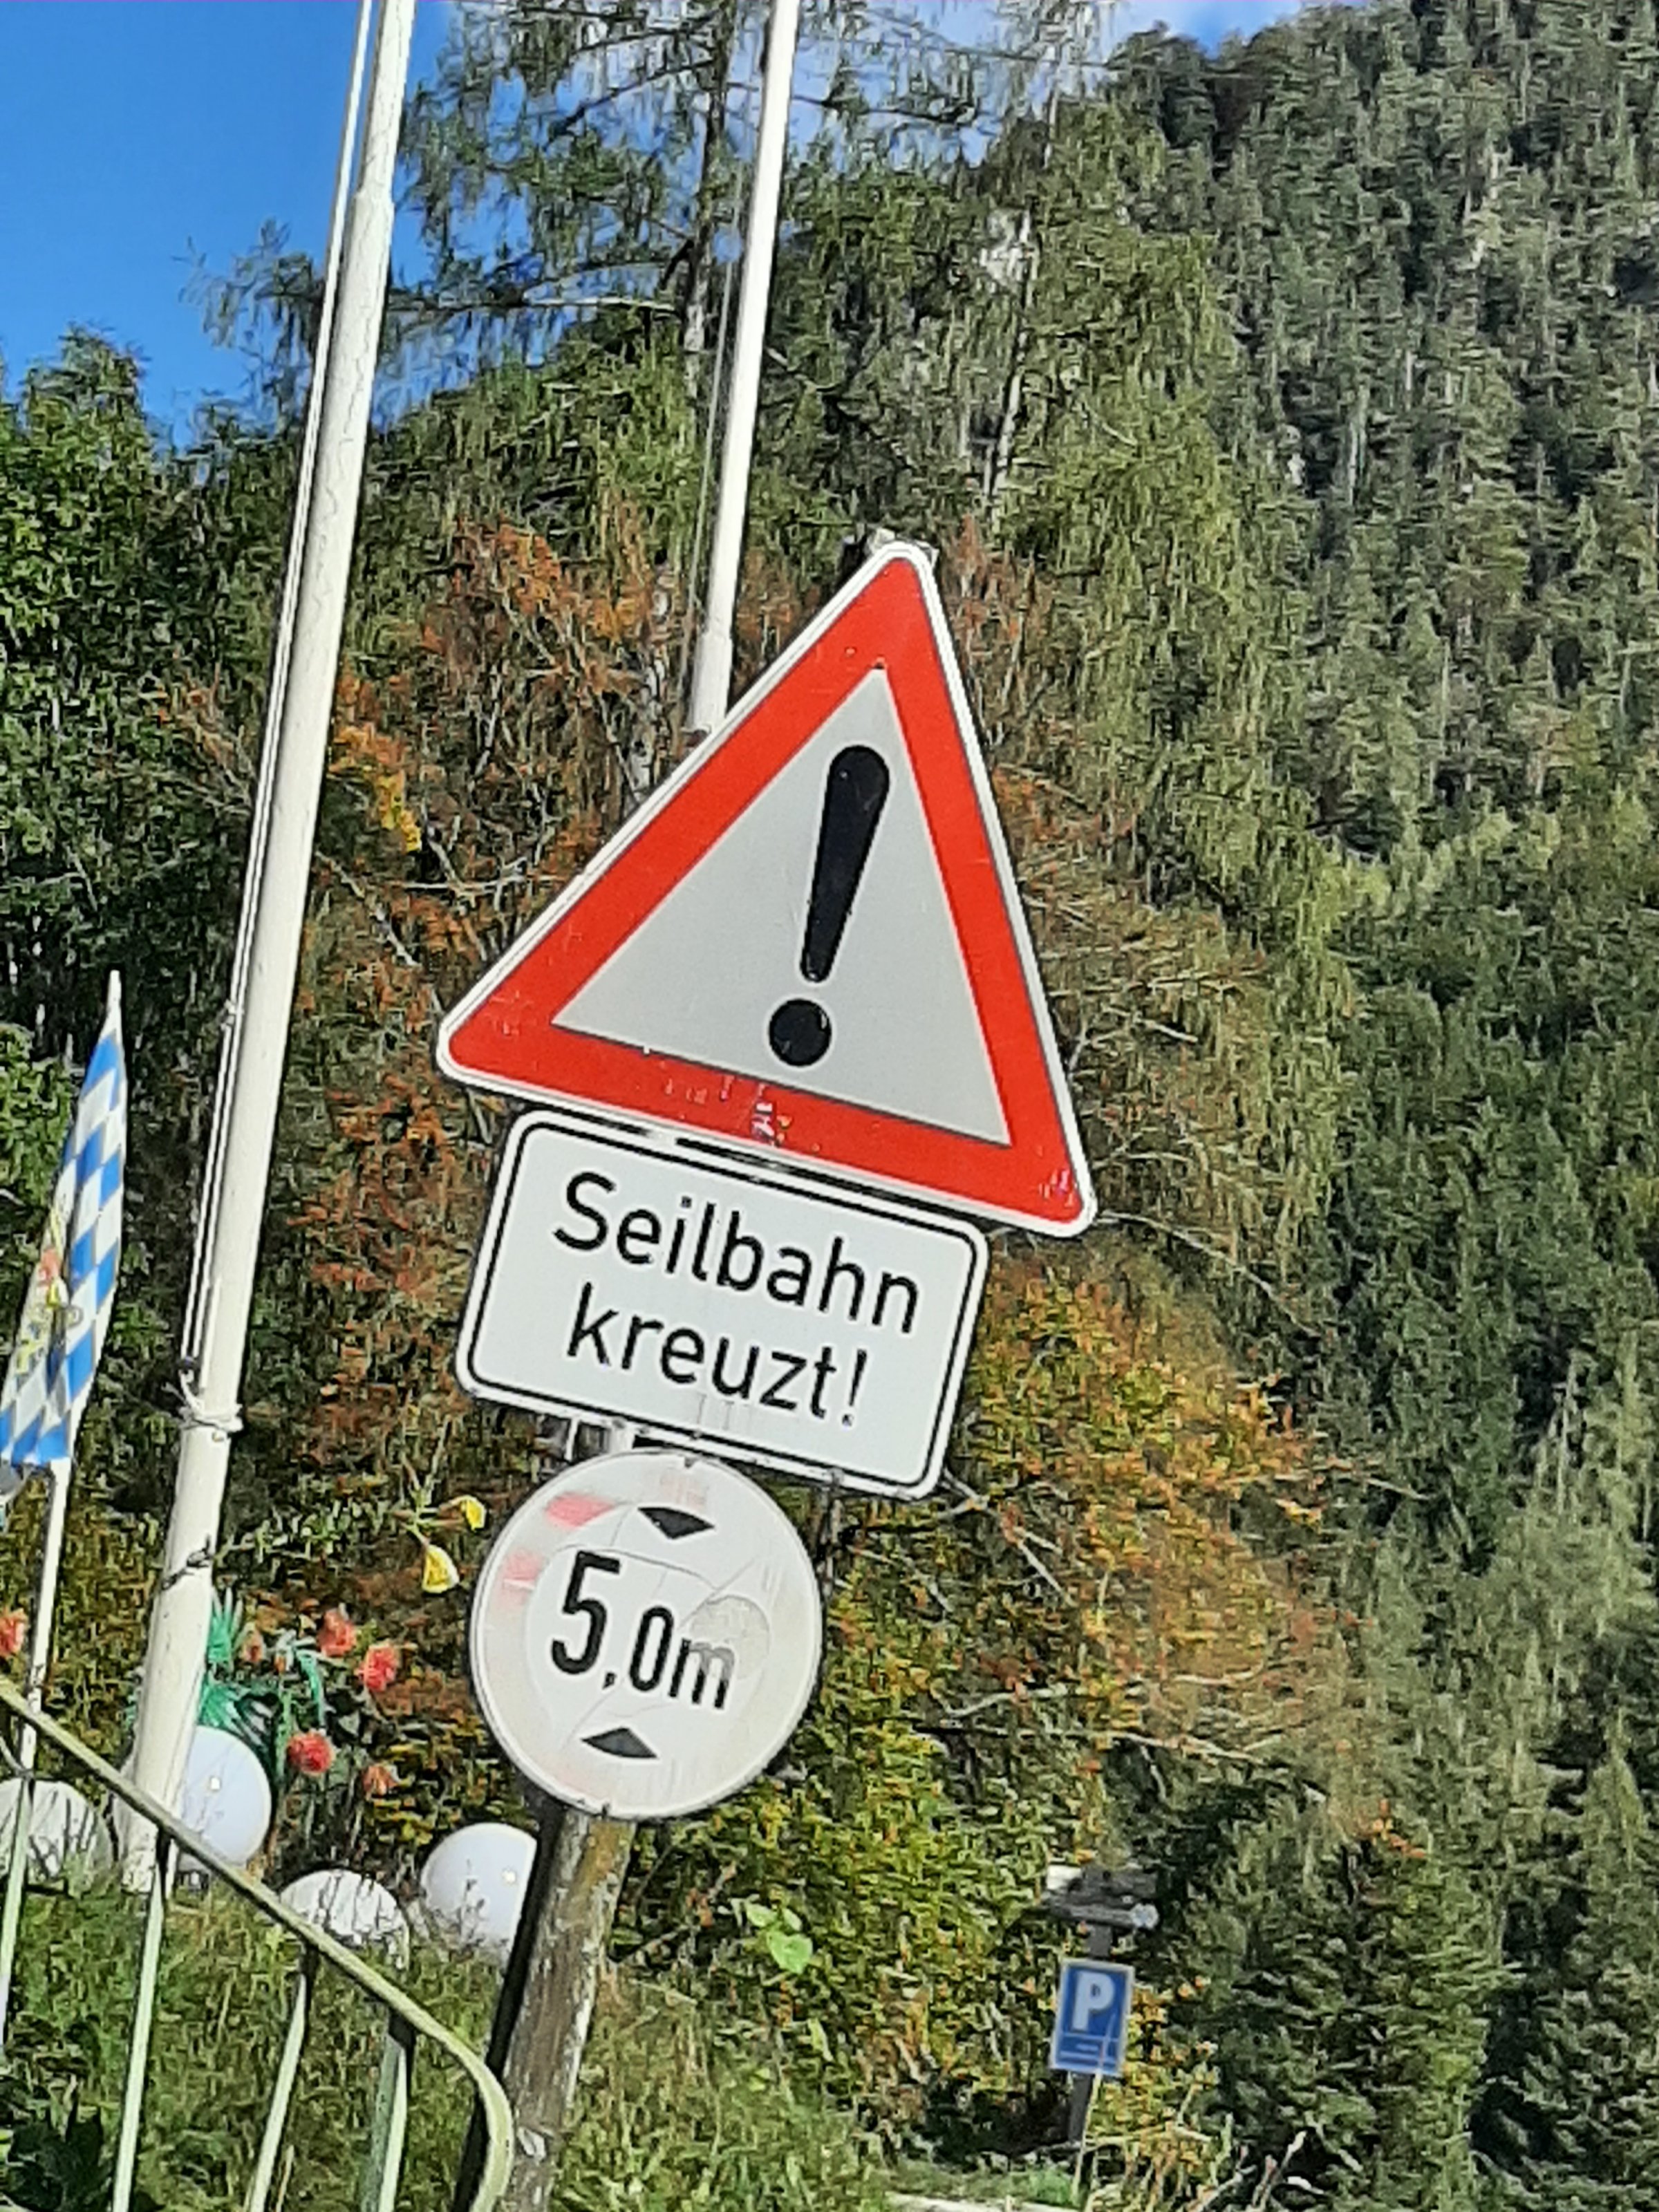 Seilbahn
kreuzt!
5,0m
P